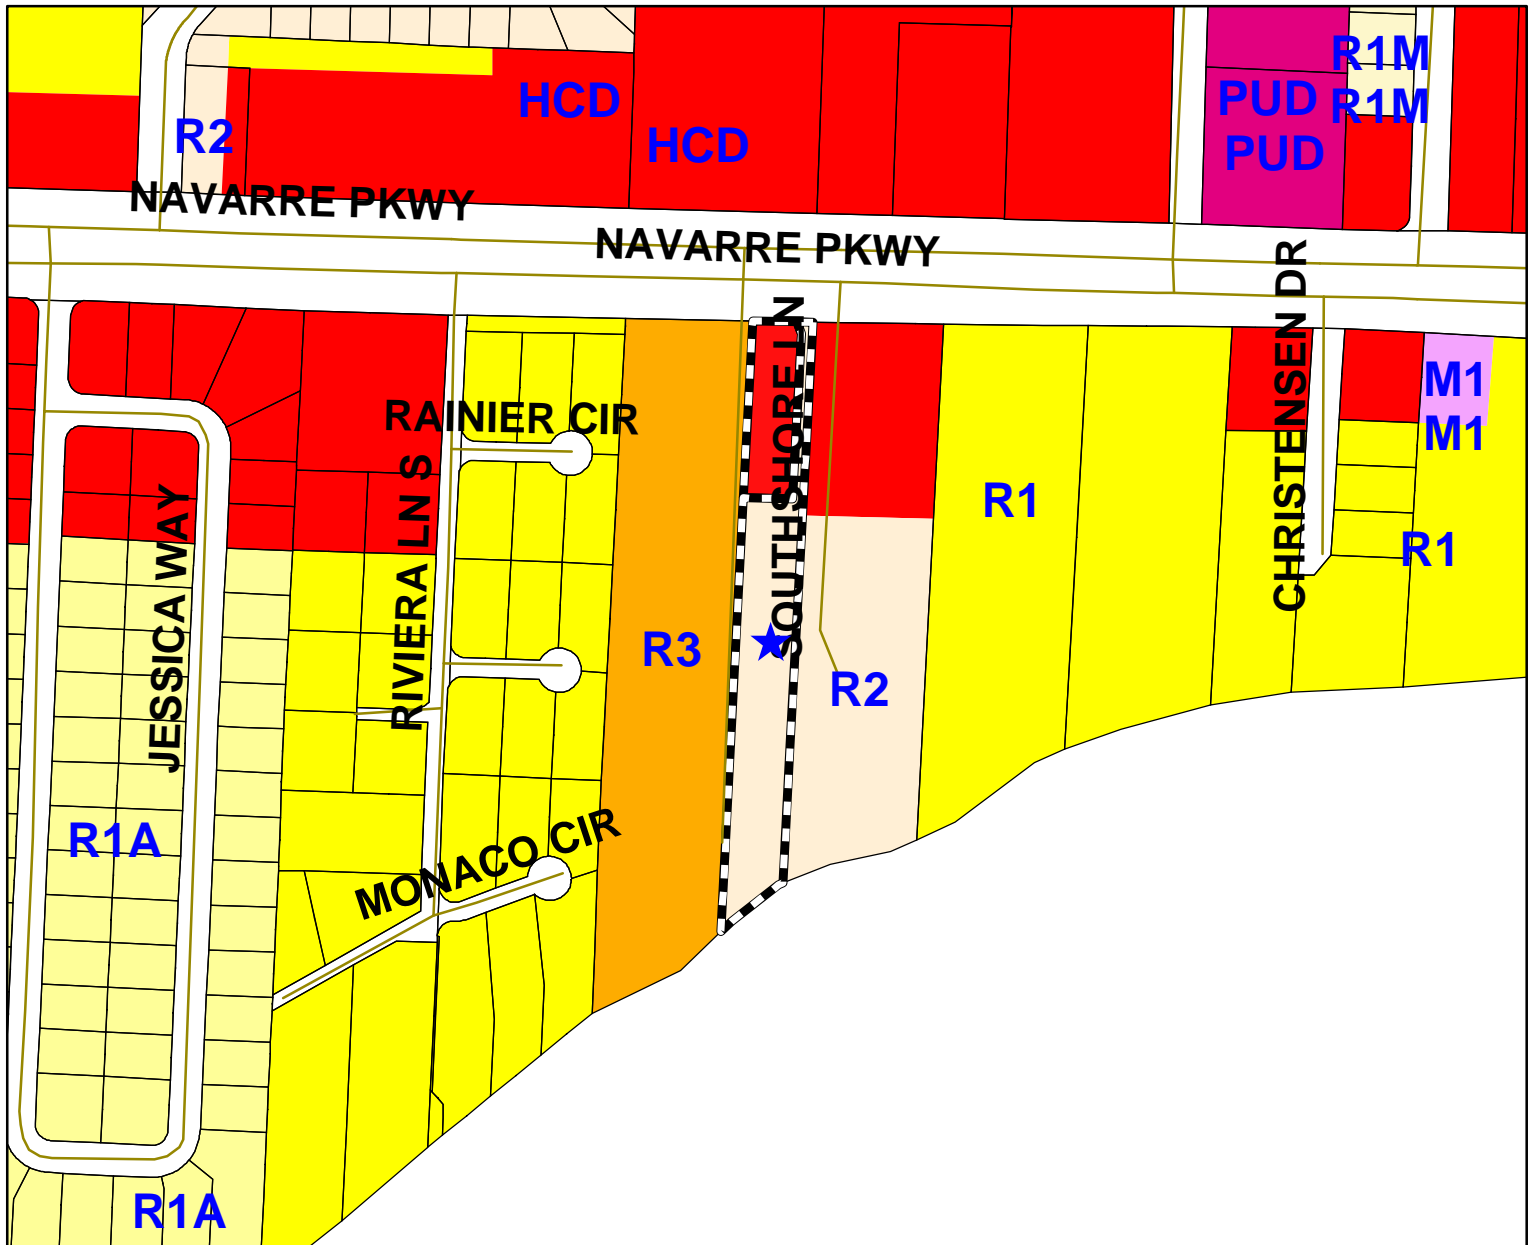 R1M
HCD
PUD
R1M
R2
HCD
PUD
NAVARRE PKWY
NAVARRE PKWY
CHRISTENSEN DR
SOUTHSHORE LN
M1
RAINIER CIR
M1
RIVIERA LN S
R1
JESSICA WAY
R1
R3
R2
R1A
MONACO CIR
R1A